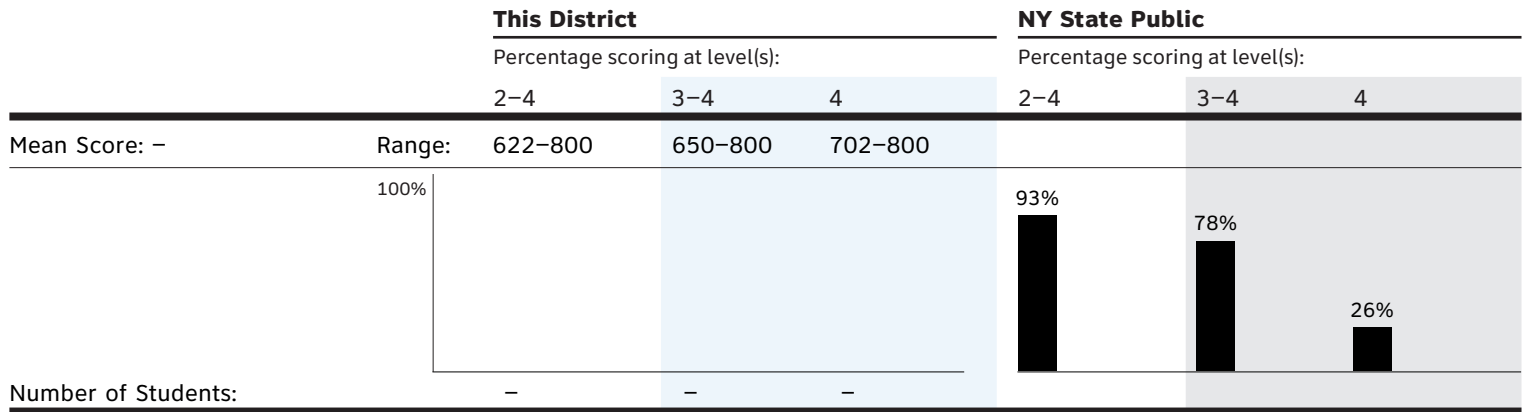 This District NY State Public
Percentage scoring at level(s): Percentage scoring at level(s):
2–4 3–4 4 2–4 3–4 4
Mean Score: – Range: 622–800 650–800 702–800
100%
93%
78%
26%
Number of Students: – – –